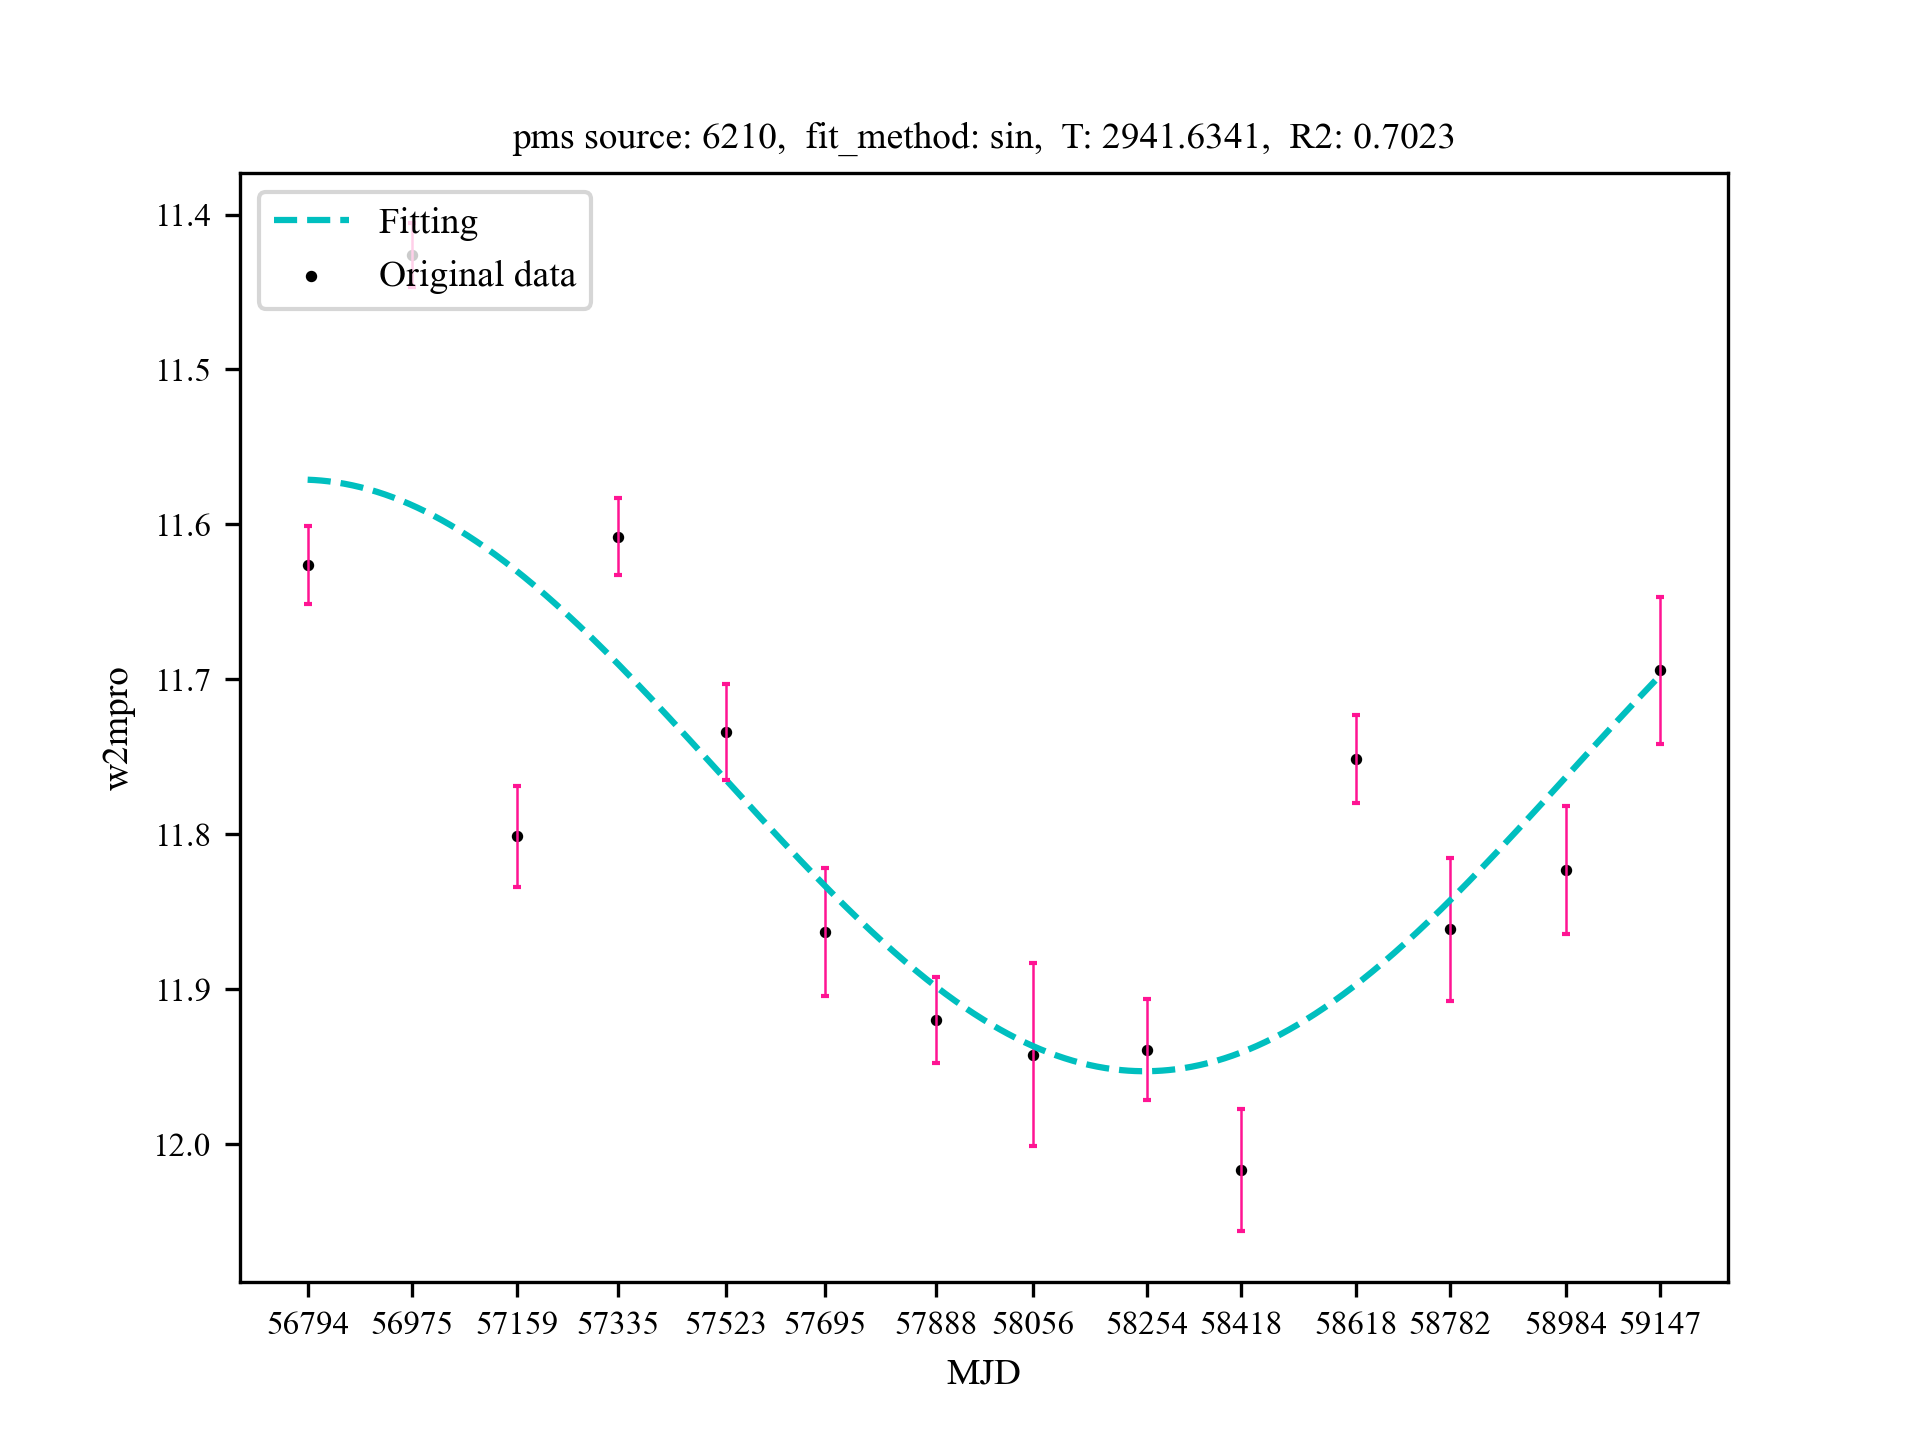 pms source: 6210,  fit_method: sin,  T: 2941.6341,  R2: 0.7023
Fitting
Original data
11.4
11.5
11.6
11.7
11.8
11.9
12.0
w2mpro
56794 56975 57159 57335 57523 57695 57888 58056 58254 58418 58618 58782 58984 59147
MJD